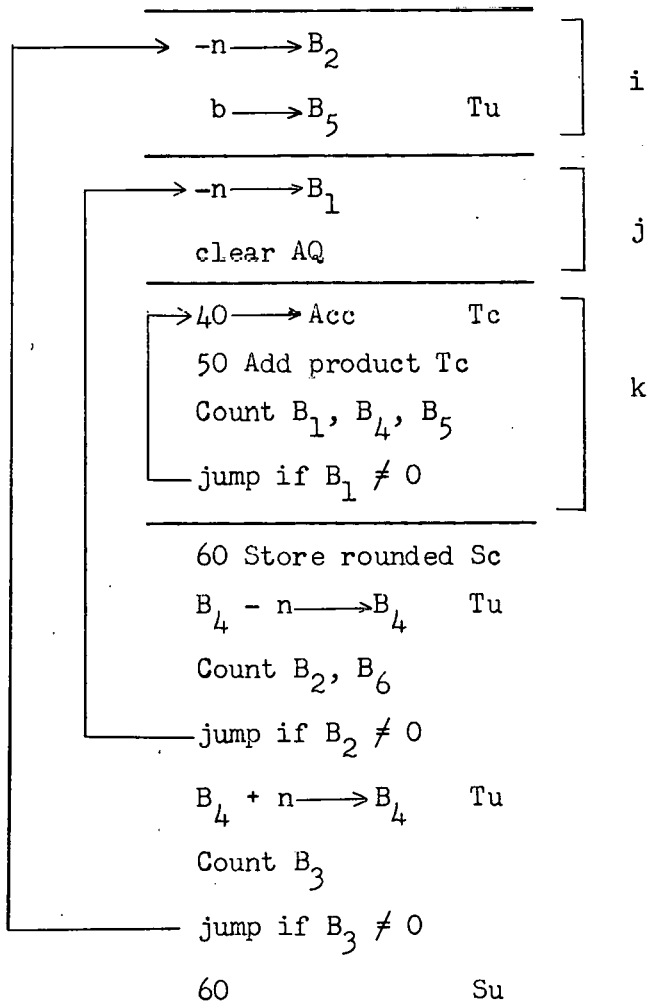 -n → B₂ i
b → B₅ Tu
-n → B₁ j
clear AQ
40 → Acc Tc
50 Add product Tc k
Count B₁, B₄, B₅
jump if B₁ ≠ 0
60 Store rounded Sc
B₄ - n → B₄ Tu
Count B₂, B₆
jump if B₂ ≠ 0
B₄ + n → B₄ Tu
Count B₃
jump if B₃ ≠ 0
60 Su